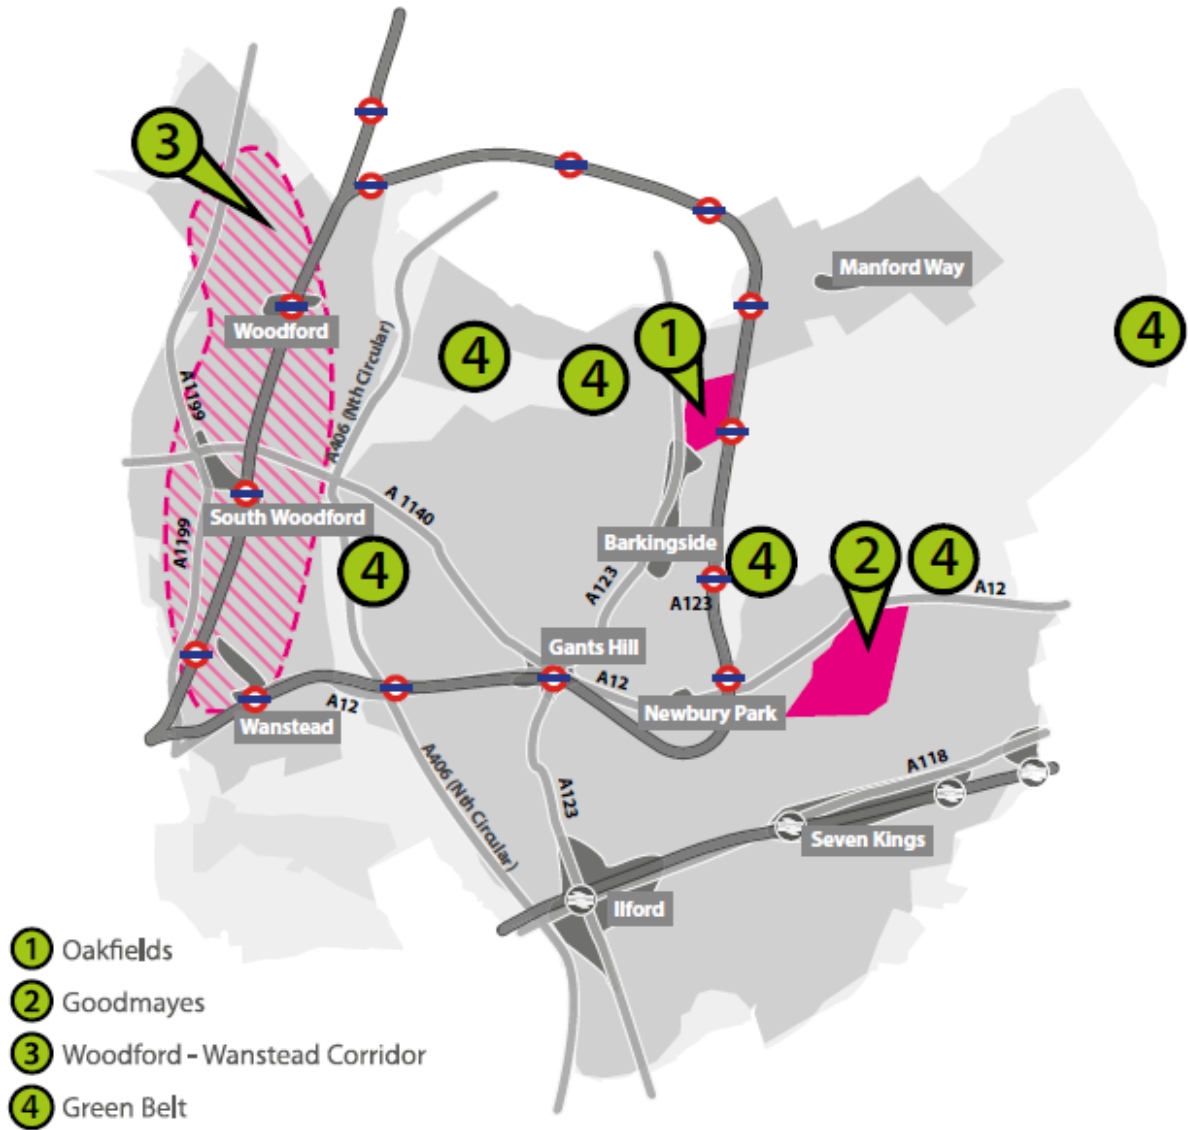 3
Manford Way
4
1
Woodford
4
4
A1199
A406 (Nth Circular)
A 1140
South Woodford
A1199
Barkingside
4
2
4
4
A123
A123
A12
Gants Hill
A12
Newbury Park
A12
Wanstead
A406 (Nth Circular)
A123
A118
Seven Kings
Ilford
1 Oakfields
2 Goodmayes
3 Woodford - Wanstead Corridor
4 Green Belt